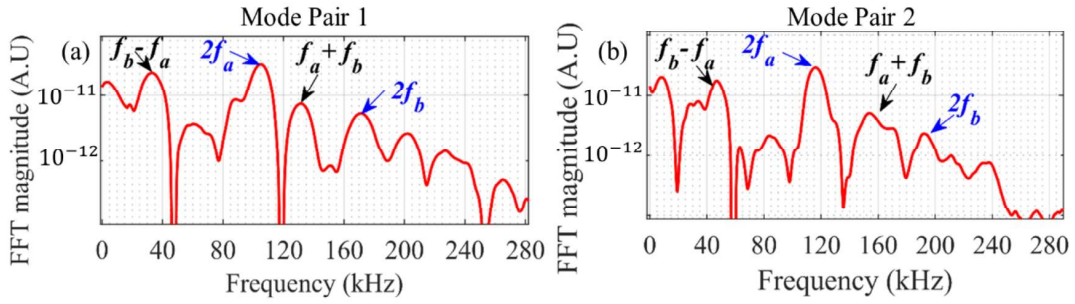 Mode Pair 1
(a)
f_b - f_a
2f_a
f_a + f_b
2f_b
FFT magnitude (A.U)
10^-11
10^-12
0 40 80 120 160 200 240 280
Frequency (kHz)
Mode Pair 2
(b)
f_b - f_a
2f_a
f_a + f_b
2f_b
FFT magnitude (A.U)
10^-11
10^-12
0 40 80 120 160 200 240 280
Frequency (kHz)